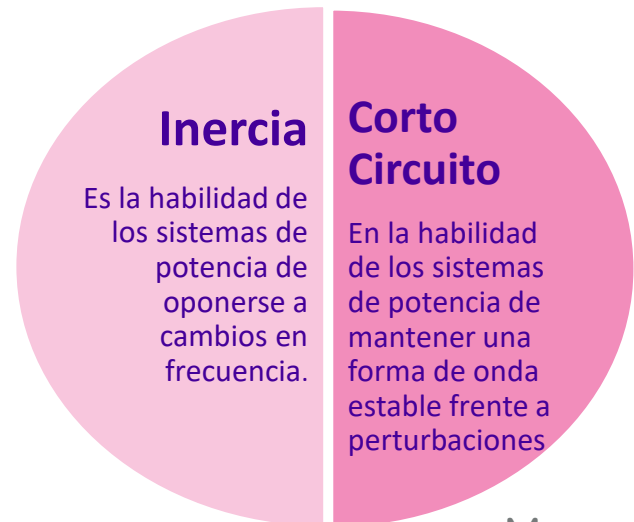 Inercia
Es la habilidad de
los sistemas de
potencia de
oponerse a
cambios en
frecuencia.
Corto
Circuito
En la habilidad
de los sistemas
de potencia de
mantener una
forma de onda
estable frente a
perturbaciones